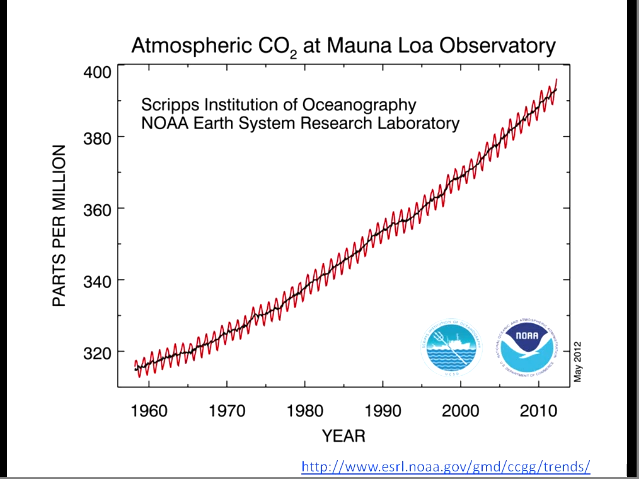 Atmospheric CO2 at Mauna Loa Observatory
Scripps Institution of Oceanography
NOAA Earth System Research Laboratory
PARTS PER MILLION
400
380
360
340
320
NOAA
May 2012
1960 1970 1980 1990 2000 2010
YEAR
http://www.esrl.noaa.gov/gmd/ccgg/trends/